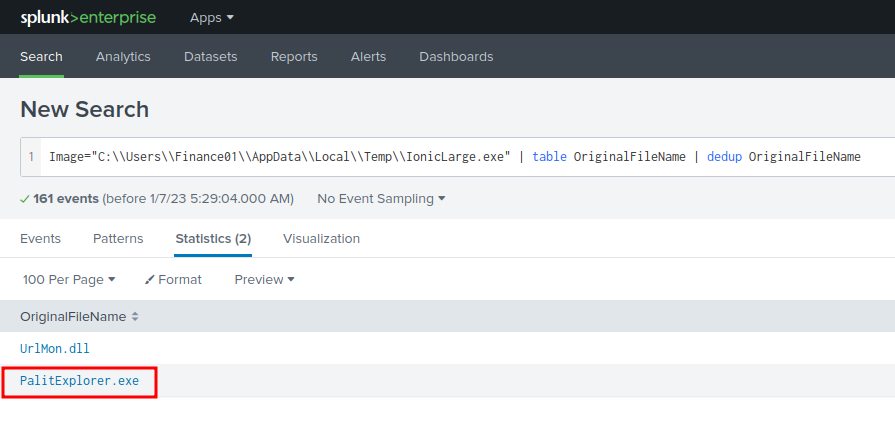 splunk>enterprise Apps
Search Analytics Datasets Reports Alerts Dashboards
New Search
1 Image="C:\\Users\\Finance01\\AppData\\Local\\Temp\\IonicLarge.exe" | table OriginalFileName | dedup OriginalFileName
161 events (before 1/7/23 5:29:04.000 AM) No Event Sampling
Events Patterns Statistics (2) Visualization
100 Per Page Format Preview
OriginalFileName
UrlMon.dll
PalitExplorer.exe